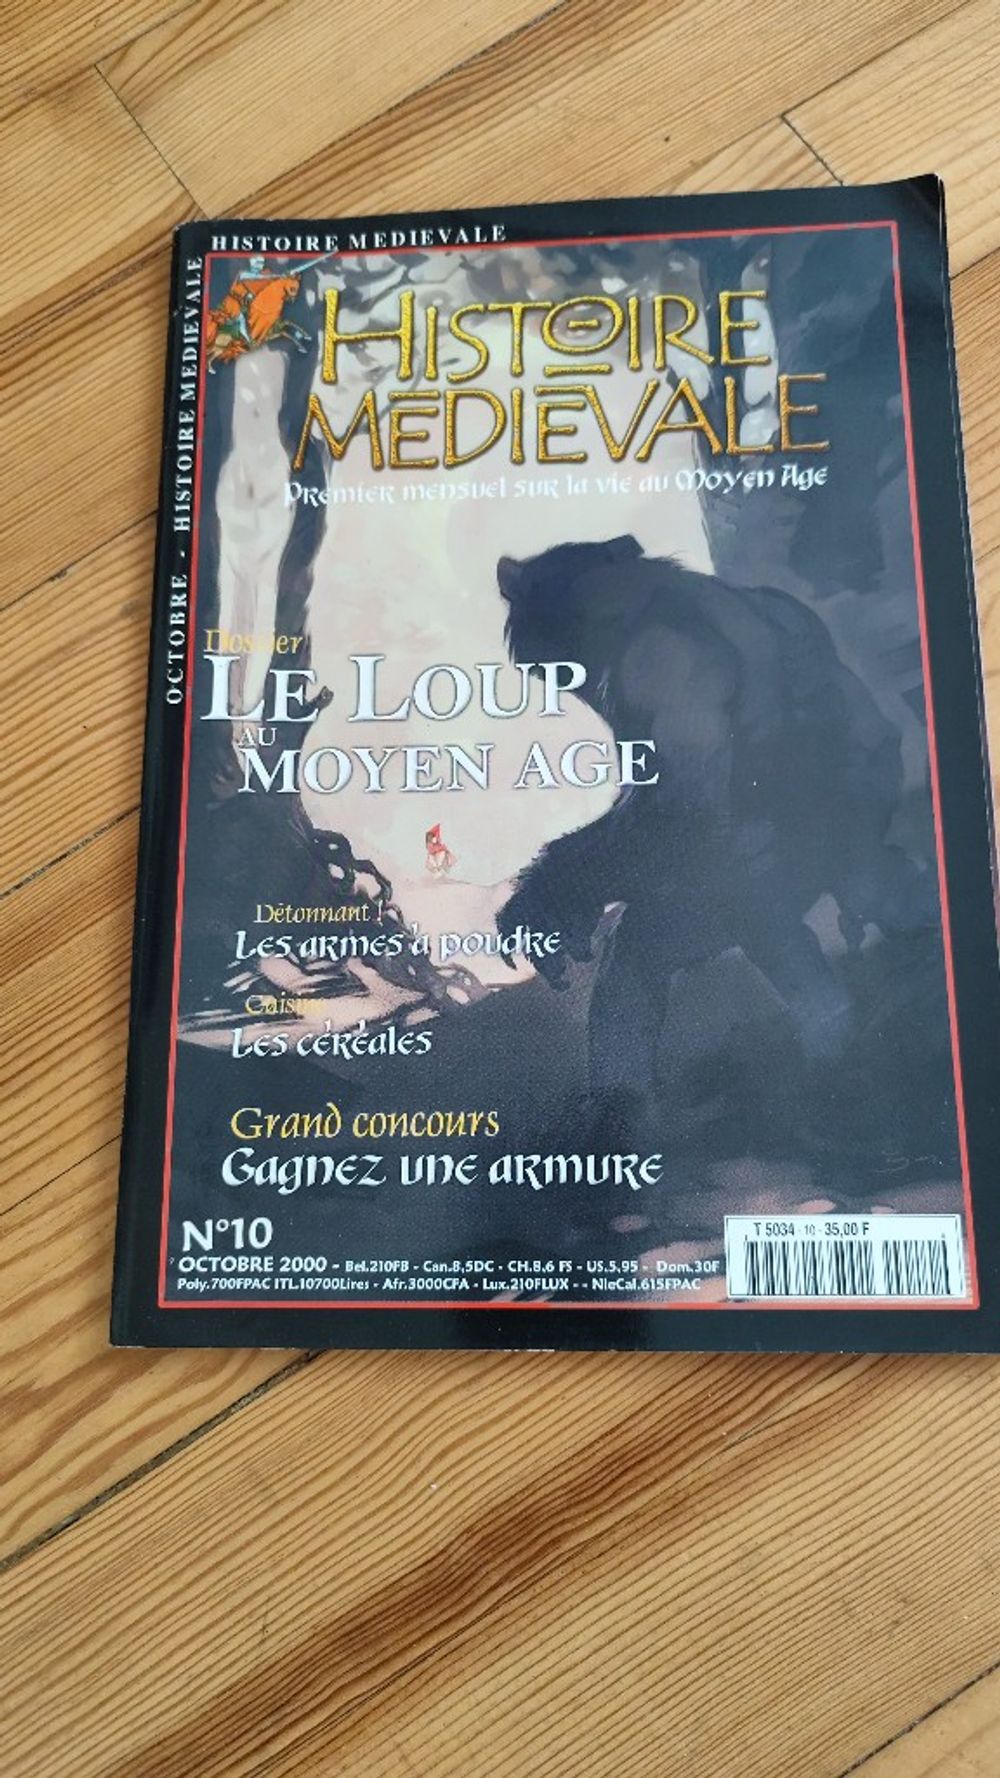 HISTOIRE MEDIEVALE
OCTOBRE - HISTOIRE MEDIEVALE
HISTOIRE
MEDIEVALE
Premier mensuel sur la vie au Moyen Age
Dossier
LE LOUP
AU
MOYEN AGE
Détonnant !
Les armes à poudre
Cuisine
Les céréales
Grand concours
Gagnez une armure
N°10
OCTOBRE 2000 - Bel.210FB - Can.8,5DC - CH.8,6 FS - US.5,95 - Dom.30F
Poly.700FPAC ITL.10700Lires - Afr.3000CFA - Lux.210FLUX - - NleCal.615FPAC
T 5034 - 10 - 35,00 F